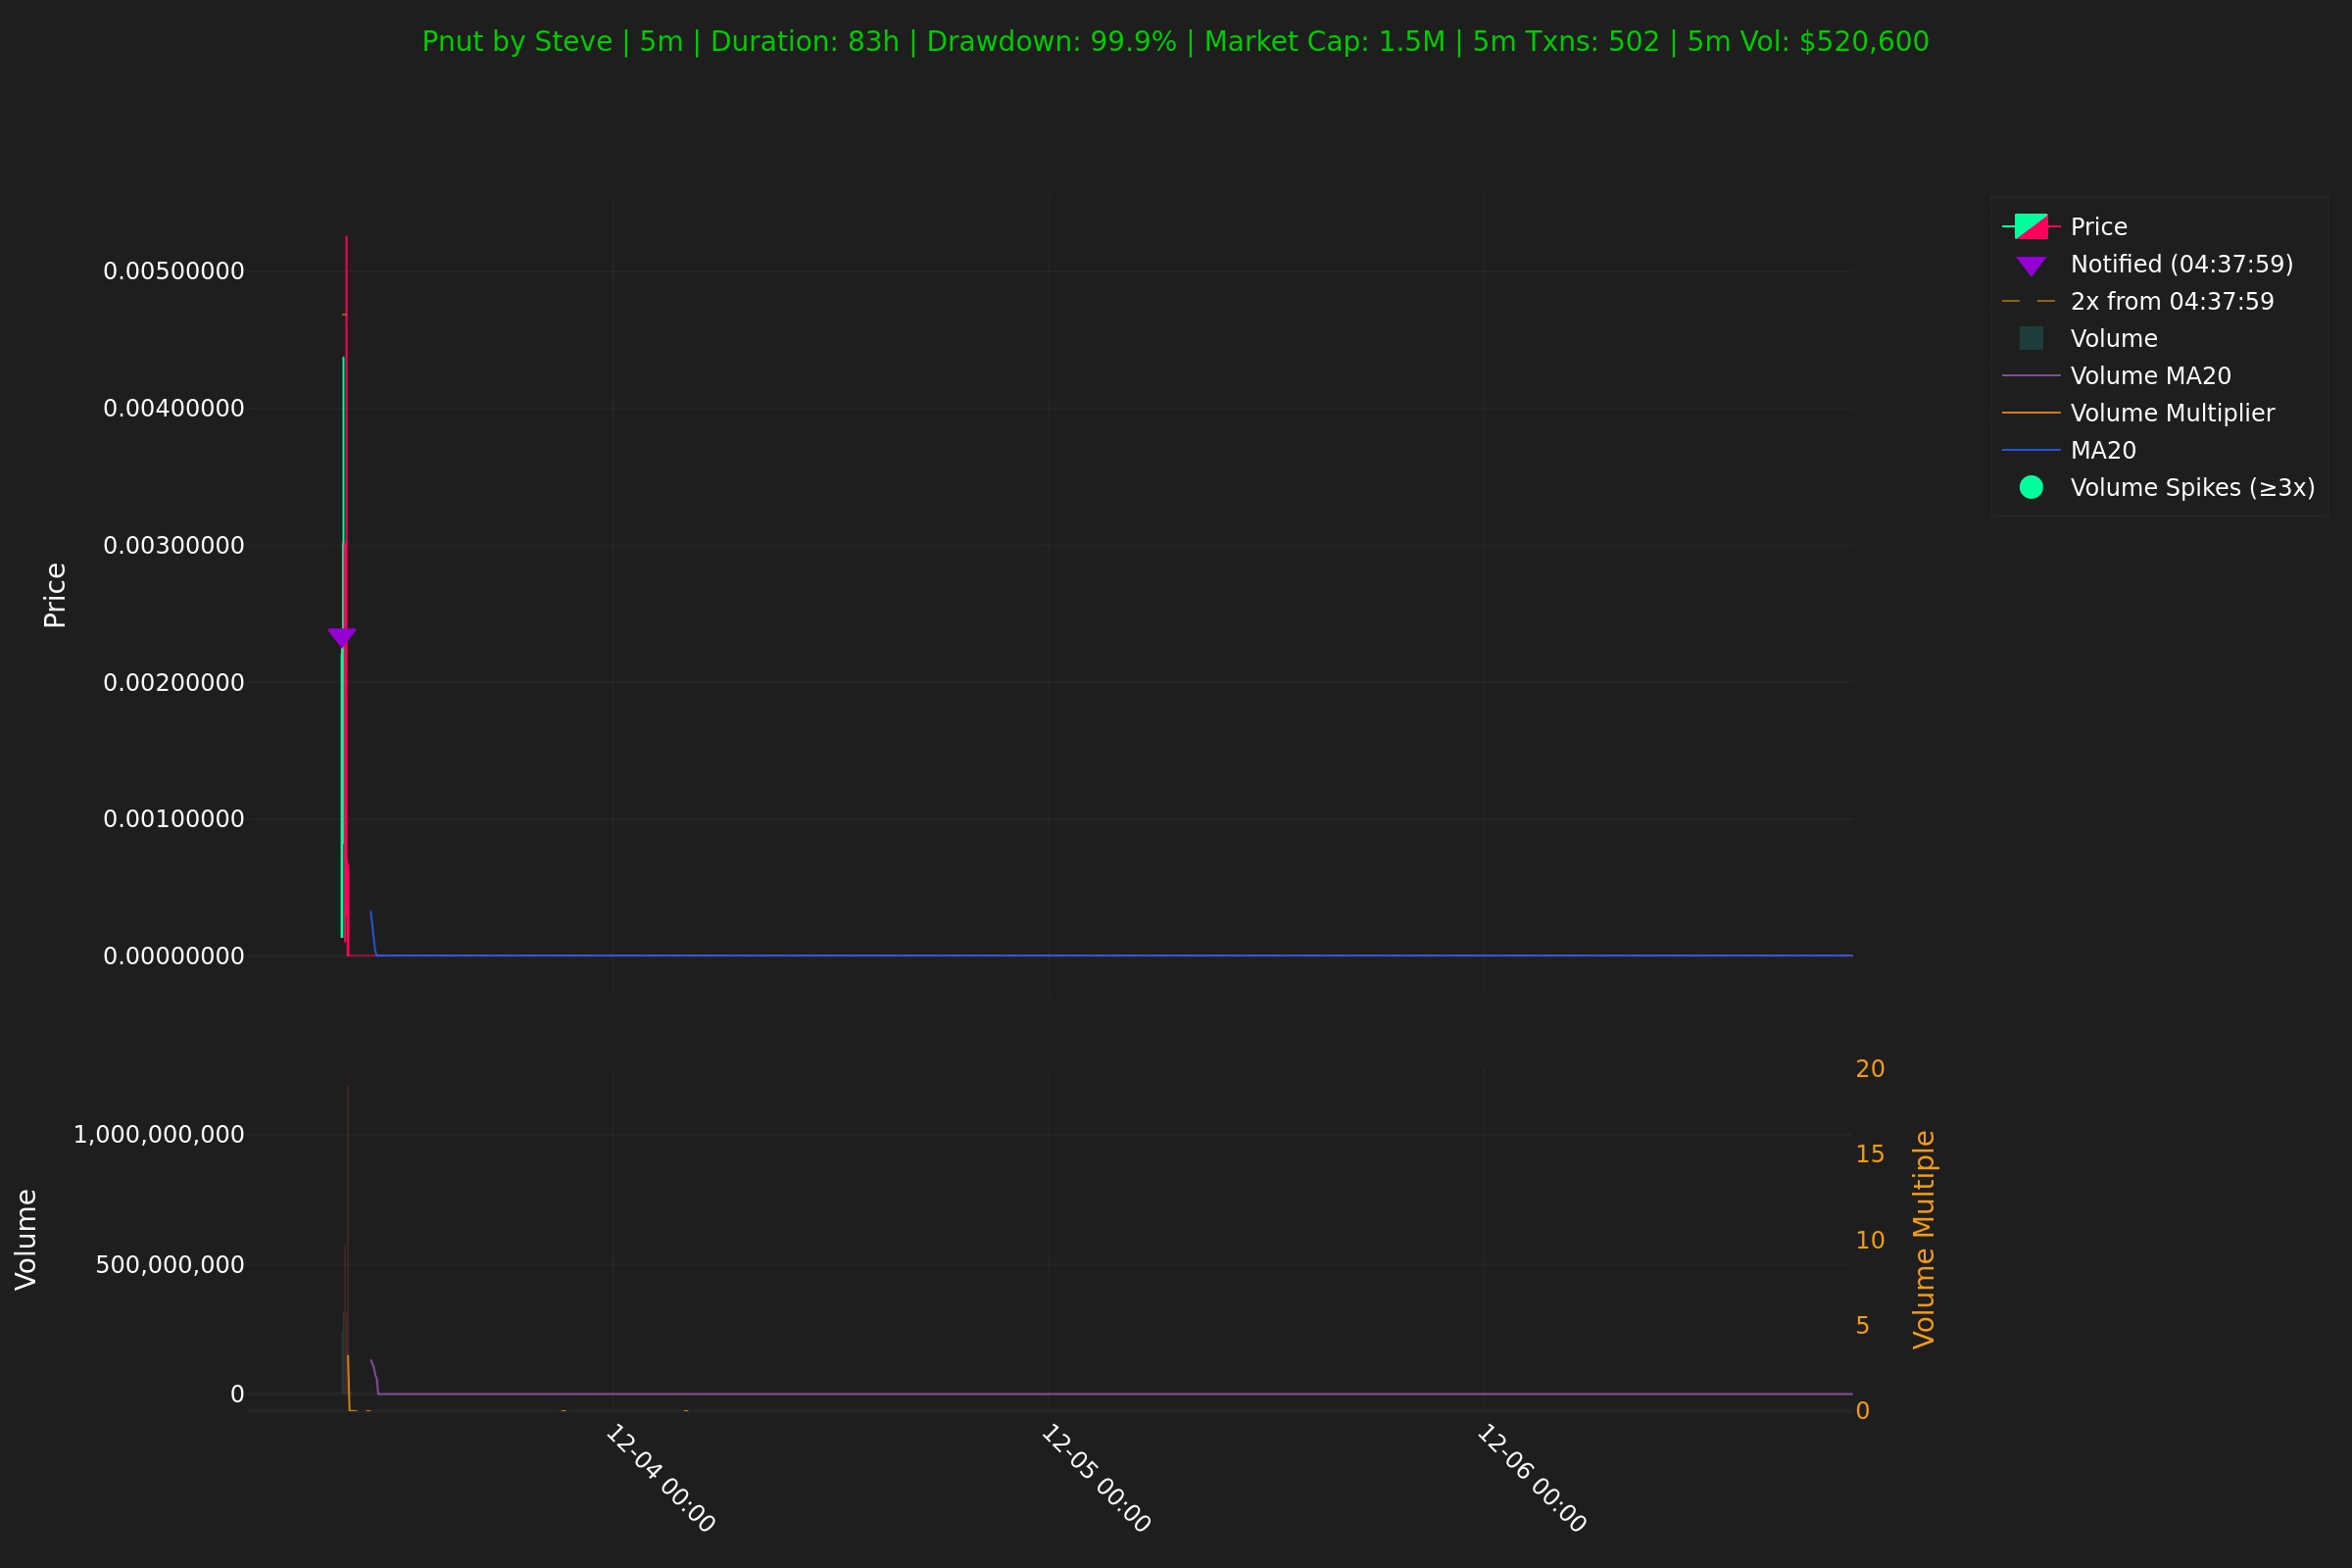 Pnut by Steve | 5m | Duration: 83h | Drawdown: 99.9% | Market Cap: 1.5M | 5m Txns: 502 | 5m Vol: $520,600
Price
0.00500000
0.00400000
0.00300000
0.00200000
0.00100000
0.00000000
Price
Notified (04:37:59)
2x from 04:37:59
Volume
Volume MA20
Volume Multiplier
MA20
Volume Spikes (≥3x)
Volume
1,000,000,000
500,000,000
0
20
15
10
5
0
Volume Multiple
12-04 00:00
12-05 00:00
12-06 00:00